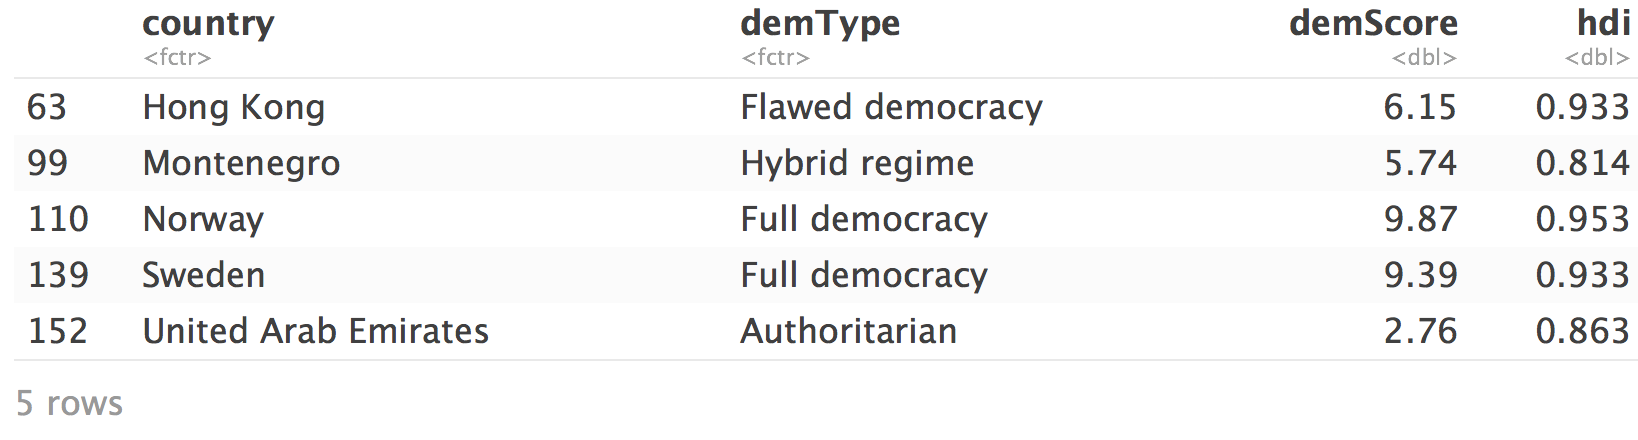 country demType demScore hdi
<fctr> <fctr> <dbl> <dbl>
63 Hong Kong Flawed democracy 6.15 0.933
99 Montenegro Hybrid regime 5.74 0.814
110 Norway Full democracy 9.87 0.953
139 Sweden Full democracy 9.39 0.933
152 United Arab Emirates Authoritarian 2.76 0.863
5 rows